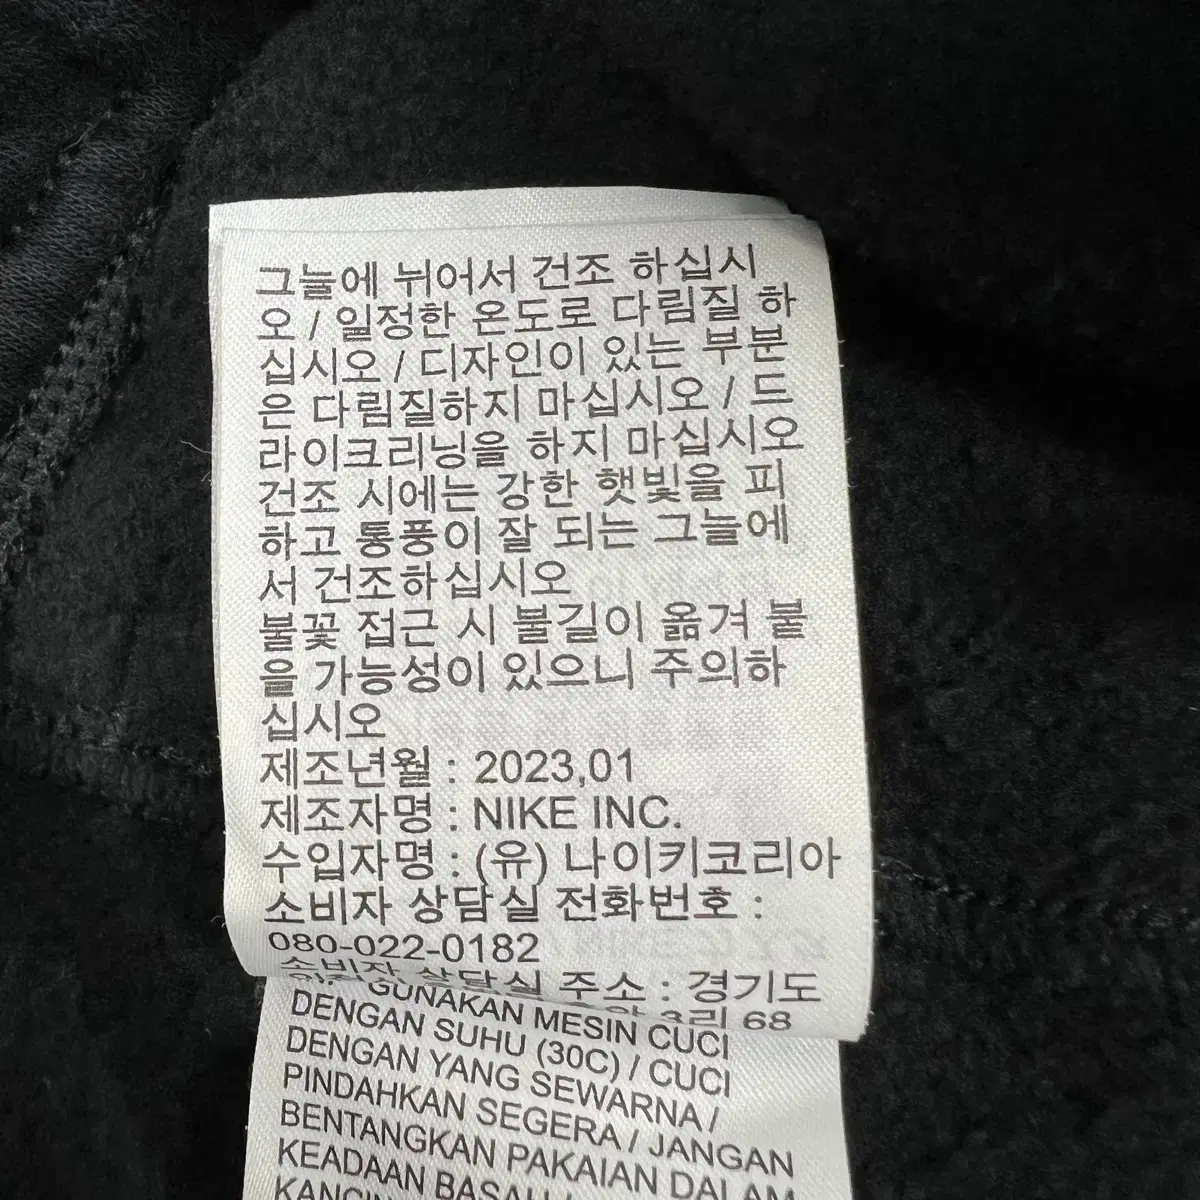 그늘에 뉘어서 건조 하십시
오 / 일정한 온도로 다림질 하
십시오 / 디자인이 있는 부분
은 다림질하지 마십시오 / 드
라이크리닝을 하지 마십시오
건조 시에는 강한 햇빛을 피
하고 통풍이 잘 되는 그늘에
서 건조하십시오
불꽃 접근 시 불길이 옮겨 붙
을 가능성이 있으니 주의하
십시오
제조년월 : 2023,01
제조자명 : NIKE INC.
수입자명 : (유) 나이키코리아
소비자 상담실 전화번호 :
080-022-0182
소비자 상담실 주소 : 경기도
3리 68
GUNAKAN MESIN CUCI
DENGAN SUHU (30C) / CUCI
DENGAN YANG SEWARNA /
PINDAHKAN SEGERA / JANGAN
BENTANGKAN PAKAIAN DALAM
KEADAAN BASAH /